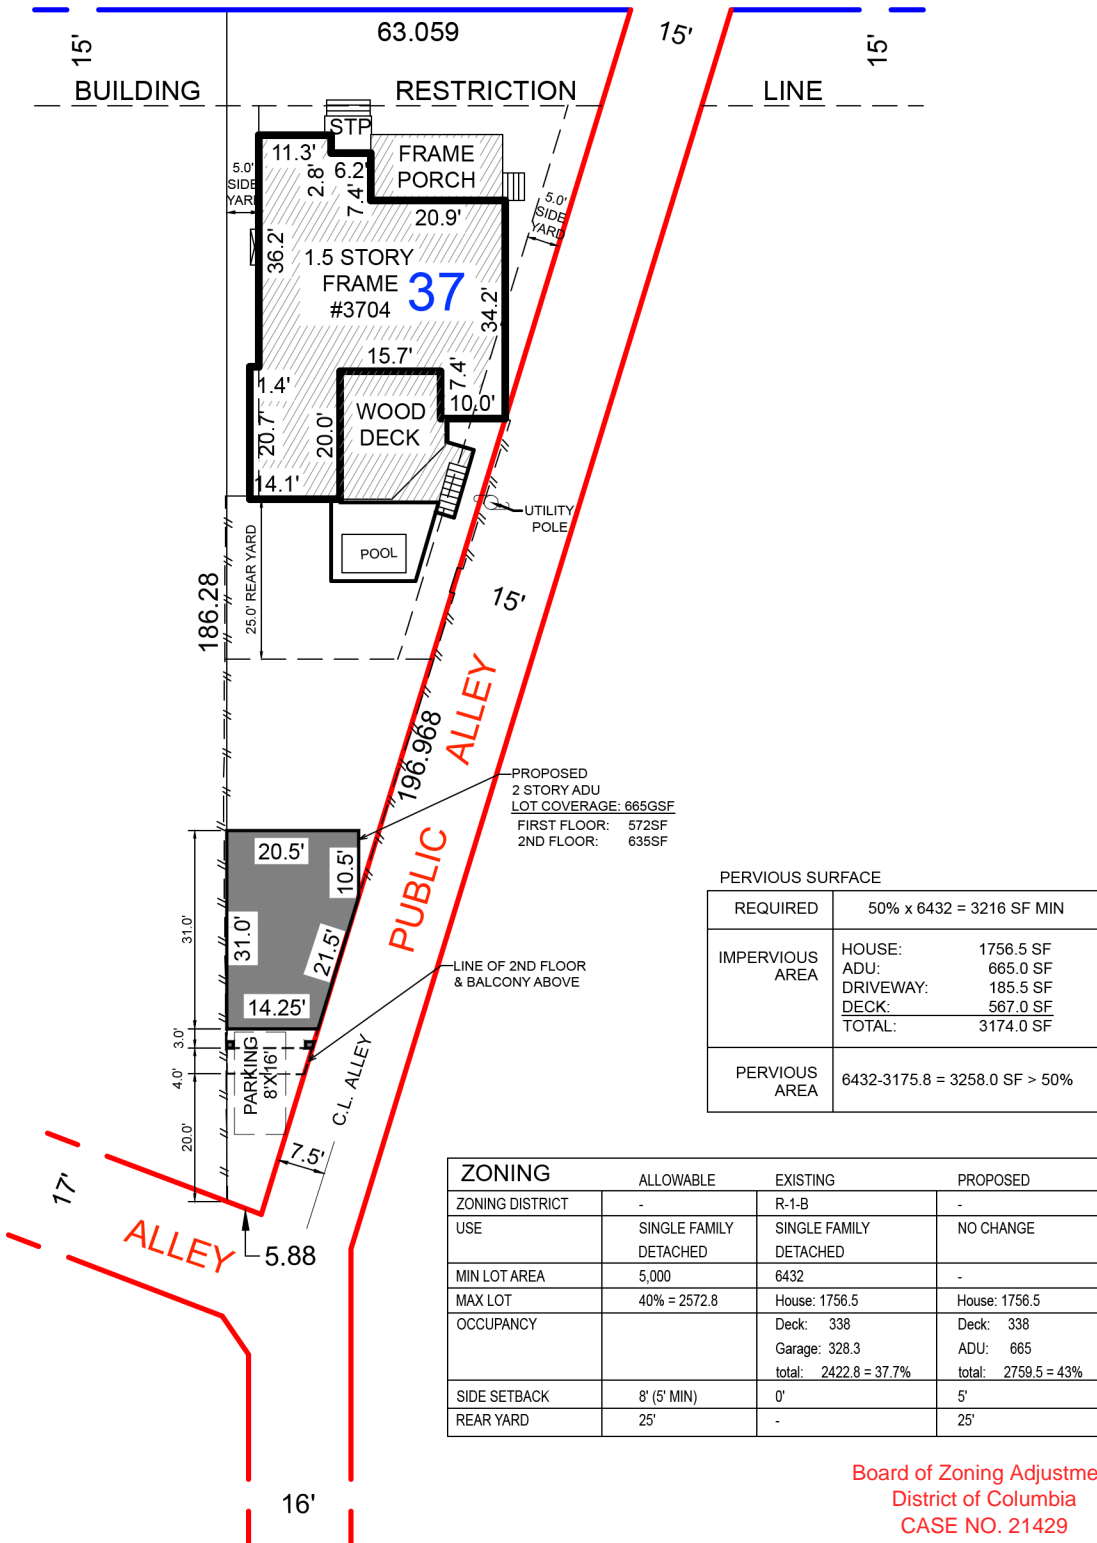 15'
63.059
15'
15'
BUILDING RESTRICTION LINE
STP
FRAME
PORCH
11.3'
2.8'
6.2'
7.4'
20.9'
5.0'
SIDE
YARD
5.0'
SIDE
YARD
36.2'
1.5 STORY
FRAME
#3704
37
34.2'
15.7'
7.4'
10.0'
1.4'
20.7'
20.0'
WOOD
DECK
14.1'
UTILITY
POLE
POOL
25.0' REAR YARD
186.28
15'
ALLEY
196.968
PUBLIC
PROPOSED
2 STORY ADU
LOT COVERAGE: 665GSF
FIRST FLOOR: 572SF
2ND FLOOR: 635SF
20.5'
10.5'
31.0'
31.0'
21.5'
14.25'
LINE OF 2ND FLOOR
& BALCONY ABOVE
3.0'
4.0'
20.0'
PARKING
8'X16'
C.L. ALLEY
7.5'
17'
ALLEY
5.88
16'
PERVIOUS SURFACE
REQUIRED 50% x 6432 = 3216 SF MIN
IMPERVIOUS
AREA
HOUSE: 1756.5 SF
ADU: 665.0 SF
DRIVEWAY: 185.5 SF
DECK: 567.0 SF
TOTAL: 3174.0 SF
PERVIOUS
AREA
6432-3175.8 = 3258.0 SF > 50%
ZONING ALLOWABLE EXISTING PROPOSED
ZONING DISTRICT - R-1-B -
USE SINGLE FAMILY SINGLE FAMILY NO CHANGE
DETACHED DETACHED
MIN LOT AREA 5,000 6432 -
MAX LOT 40% = 2572.8 House: 1756.5 House: 1756.5
OCCUPANCY Deck: 338 Deck: 338
Garage: 328.3 ADU: 665
total: 2422.8 = 37.7% total: 2759.5 = 43%
SIDE SETBACK 8' (5' MIN) 0' 5'
REAR YARD 25' - 25'
Board of Zoning Adjustme
District of Columbia
CASE NO. 21429